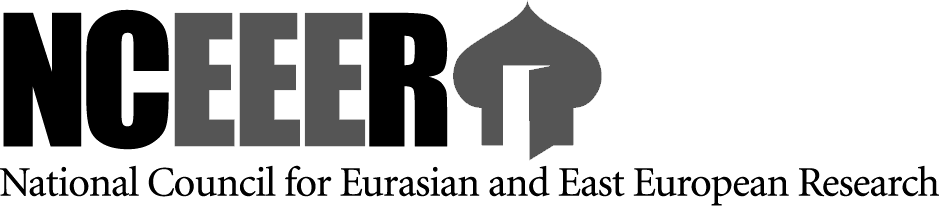 NCEEER
National Council for Eurasian and East European Research